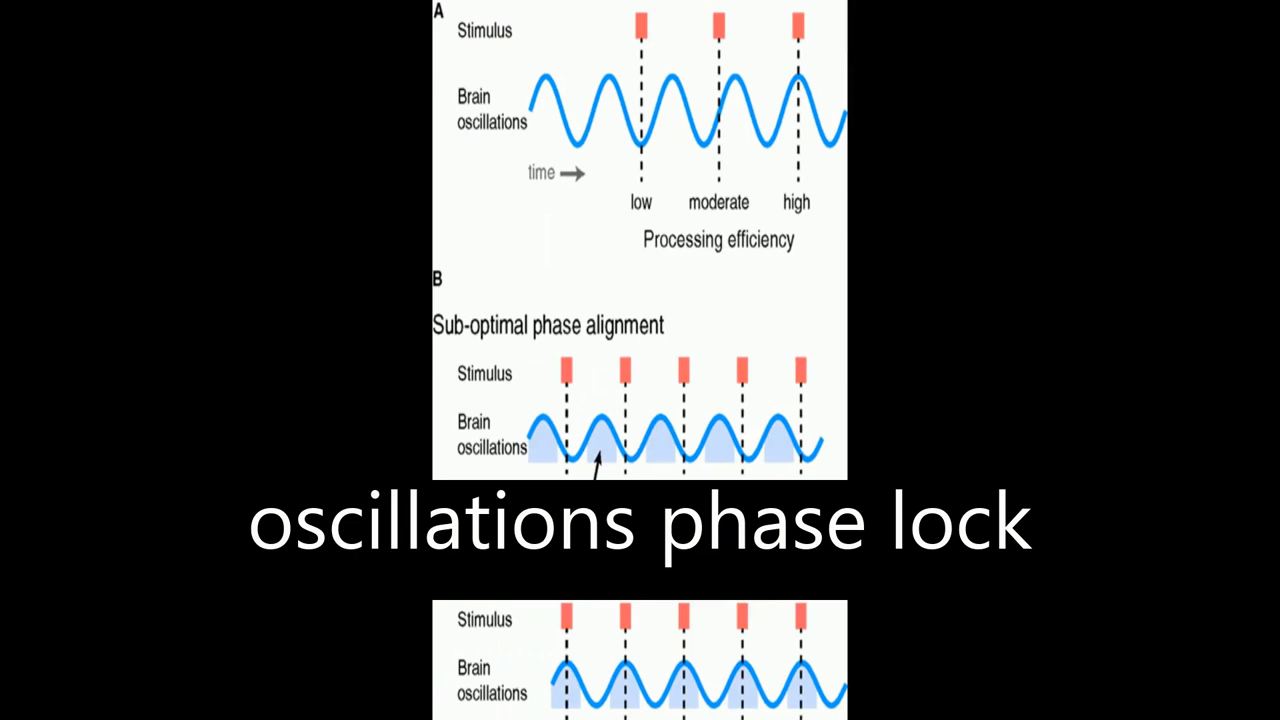 A
Stimulus
Brain
oscillations
time
low moderate high
Processing efficiency
B
Sub-optimal phase alignment
Stimulus
Brain
oscillations
oscillations phase lock
Stimulus
Brain
oscillations